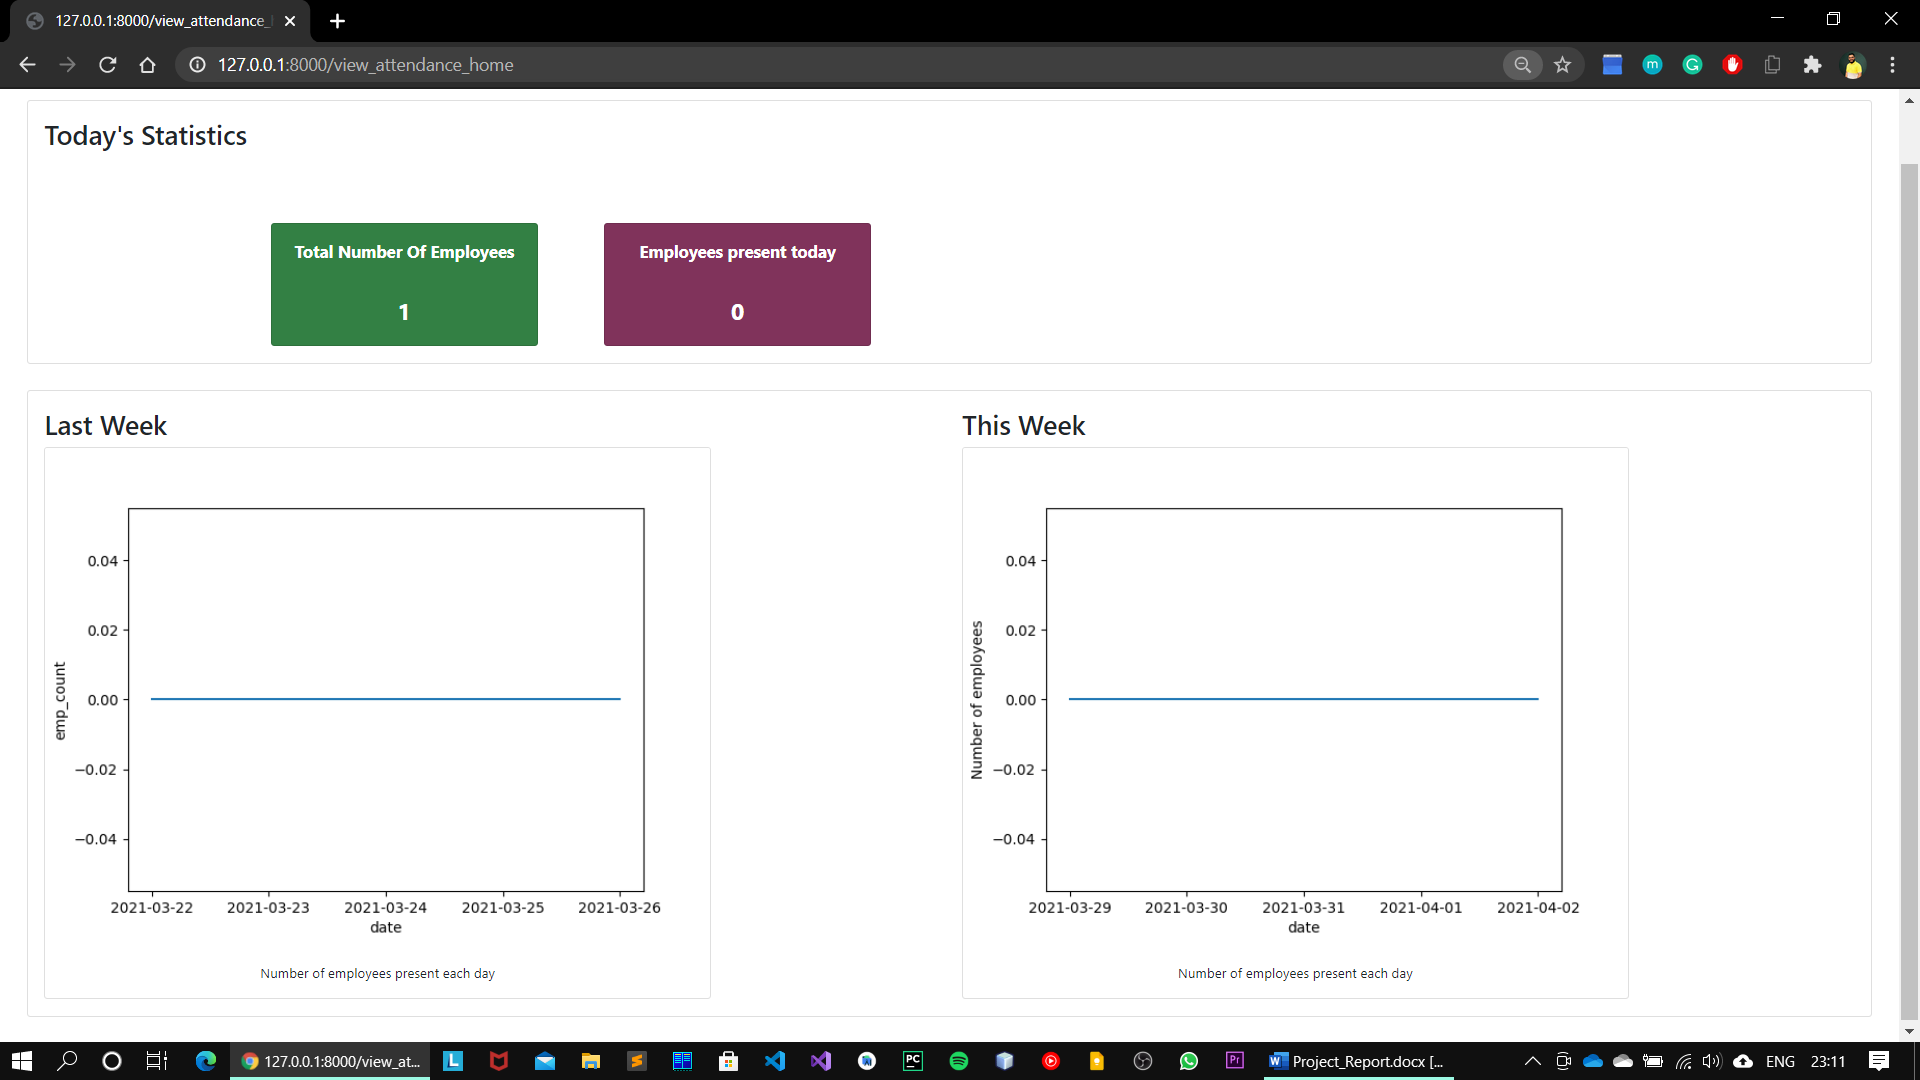 127.0.0.1:8000/view_attendance_
127.0.0.1:8000/view_attendance_home
Today's Statistics
Total Number Of Employees
1
Employees present today
0
Last Week
0.04
0.02
0.00
−0.02
−0.04
emp_count
2021-03-22 2021-03-23 2021-03-24 2021-03-25 2021-03-26
date
Number of employees present each day
This Week
0.04
0.02
0.00
−0.02
−0.04
Number of employees
2021-03-29 2021-03-30 2021-03-31 2021-04-01 2021-04-02
date
Number of employees present each day
127.0.0.1:8000/view_at...
L
PC
Pr
W
Project_Report.docx [...
ENG
23:11